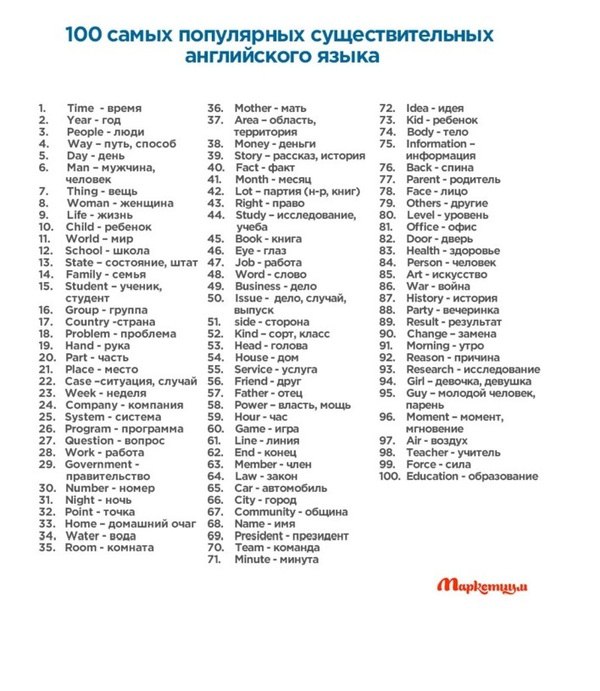 100 самых популярных существительных
английского языка
1. Time - время
2. Year - год
3. People - люди
4. Way – путь, способ
5. Day - день
6. Man – мужчина,
человек
7. Thing - вещь
8. Woman - женщина
9. Life - жизнь
10. Child - ребенок
11. World – мир
12. School - школа
13. State – состояние, штат
14. Family - семья
15. Student – ученик,
студент
16. Group - группа
17. Country -страна
18. Problem - проблема
19. Hand - рука
20. Part - часть
21. Place - место
22. Case –ситуация, случай
23. Week - неделя
24. Company - компания
25. System - система
26. Program - программа
27. Question - вопрос
28. Work - работа
29. Government -
правительство
30. Number - номер
31. Night - ночь
32. Point - точка
33. Home – домашний очаг
34. Water - вода
35. Room - комната
36. Mother - мать
37. Area – область,
территория
38. Money - деньги
39. Story – рассказ, история
40. Fact - факт
41. Month - месяц
42. Lot – партия (н-р, книг)
43. Right - право
44. Study – исследование,
учеба
45. Book - книга
46. Eye - глаз
47. Job - работа
48. Word - слово
49. Business - дело
50. Issue - дело, случай,
выпуск
51. side - сторона
52. Kind – сорт, класс
53. Head - голова
54. House - дом
55. Service - услуга
56. Friend - друг
57. Father - отец
58. Power – власть, мощь
59. Hour - час
60. Game - игра
61. Line - линия
62. End - конец
63. Member - член
64. Law - закон
65. Car - автомобиль
66. City - город
67. Community - община
68. Name - имя
69. President - президент
70. Team - команда
71. Minute - минута
72. Idea - идея
73. Kid - ребенок
74. Body - тело
75. Information –
информация
76. Back - спина
77. Parent - родитель
78. Face - лицо
79. Others - другие
80. Level - уровень
81. Office - офис
82. Door - дверь
83. Health - здоровье
84. Person - человек
85. Art - искусство
86. War - война
87. History - история
88. Party - вечеринка
89. Result - результат
90. Change – замена
91. Morning - утро
92. Reason - причина
93. Research - исследование
94. Girl – девочка, девушка
95. Guy – молодой человек,
парень
96. Moment – момент,
мгновение
97. Air - воздух
98. Teacher - учитель
99. Force - сила
100. Education - образование
Маркетиум